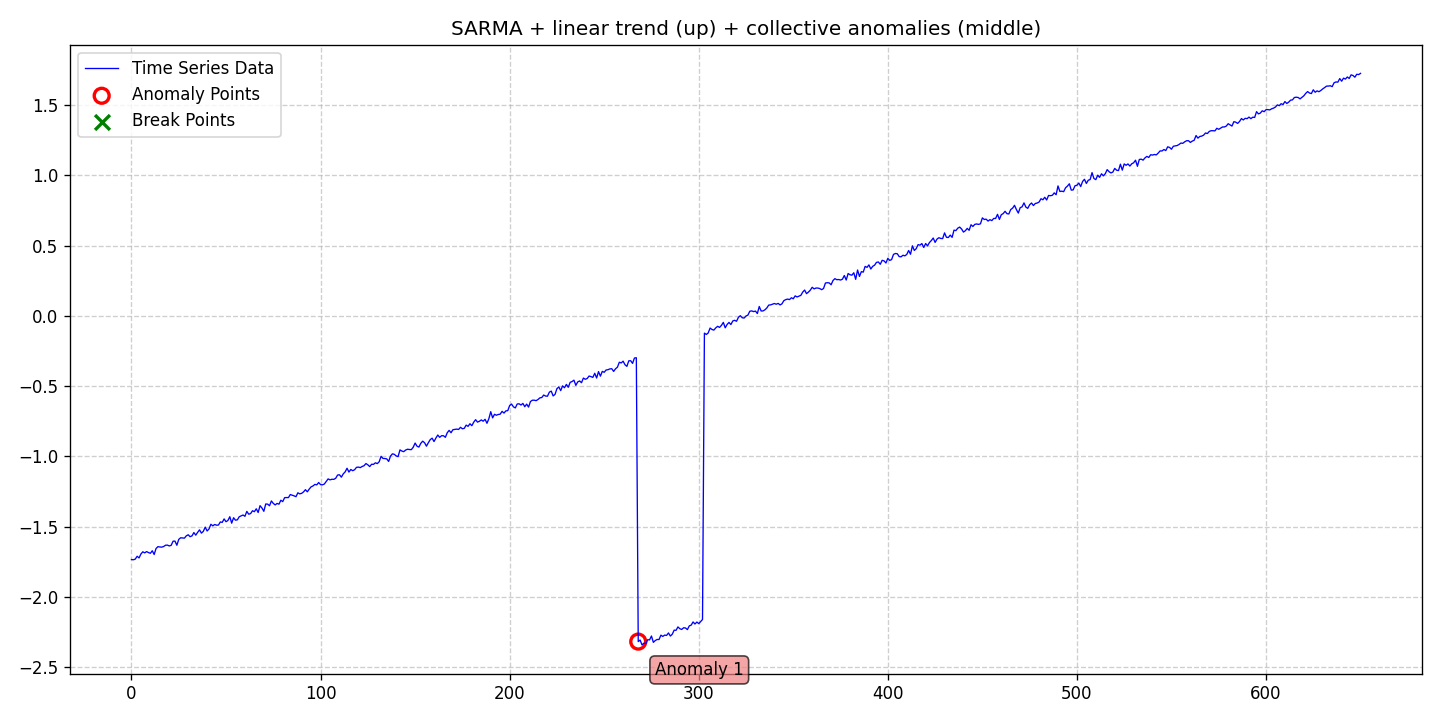 SARMA + linear trend (up) + collective anomalies (middle)
Time Series Data
Anomaly Points
Break Points
1.5
1.0
0.5
0.0
−0.5
−1.0
−1.5
−2.0
−2.5
Anomaly 1
0 100 200 300 400 500 600